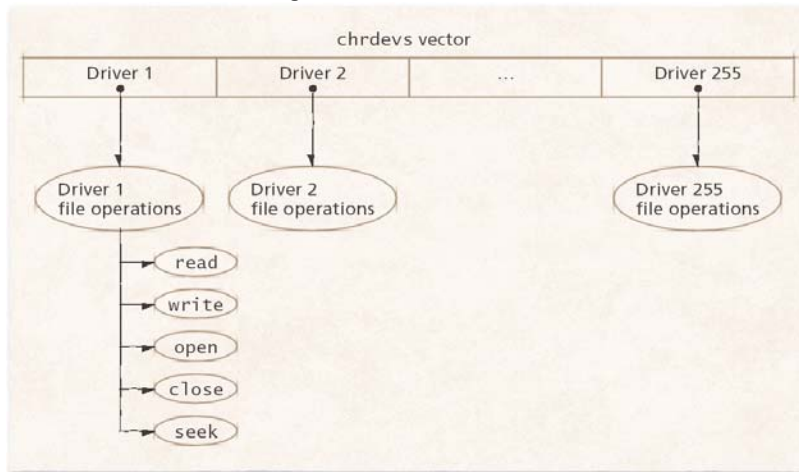 chrdevs vector
Driver 1
Driver 2
...
Driver 255
Driver 1
file operations
Driver 2
file operations
Driver 255
file operations
read
write
open
close
seek